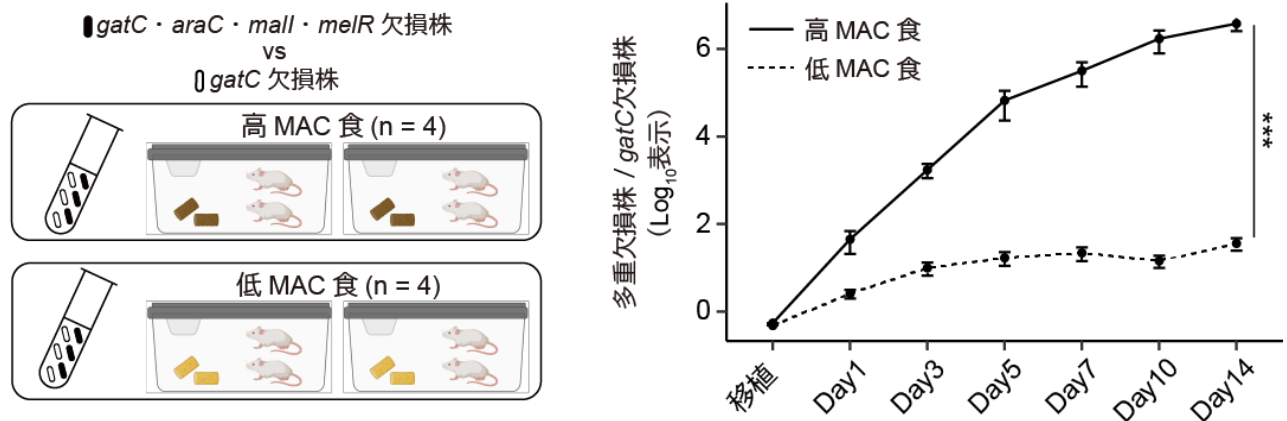 gatC・araC・malI・melR 欠損株
vs
gatC 欠損株
高 MAC 食 (n = 4)
低 MAC 食 (n = 4)
多重欠損株 / gatC欠損株
（Log10表示）
6
4
2
0
高 MAC 食
低 MAC 食
***
移植
Day1
Day3
Day5
Day7
Day10
Day14